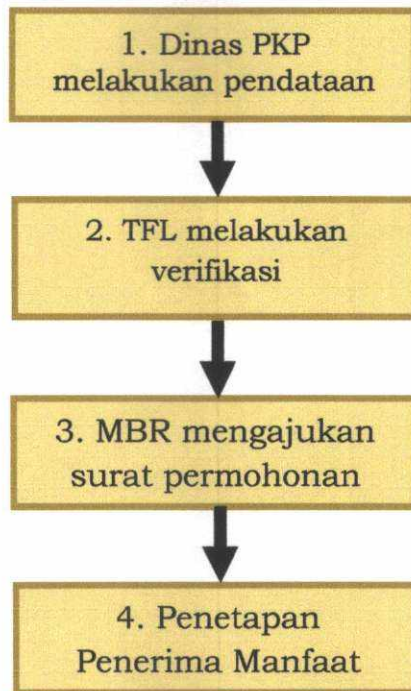 1. Dinas PKP
melakukan pendataan
2. TFL melakukan
verifikasi
3. MBR mengajukan
surat permohonan
4. Penetapan
Penerima Manfaat